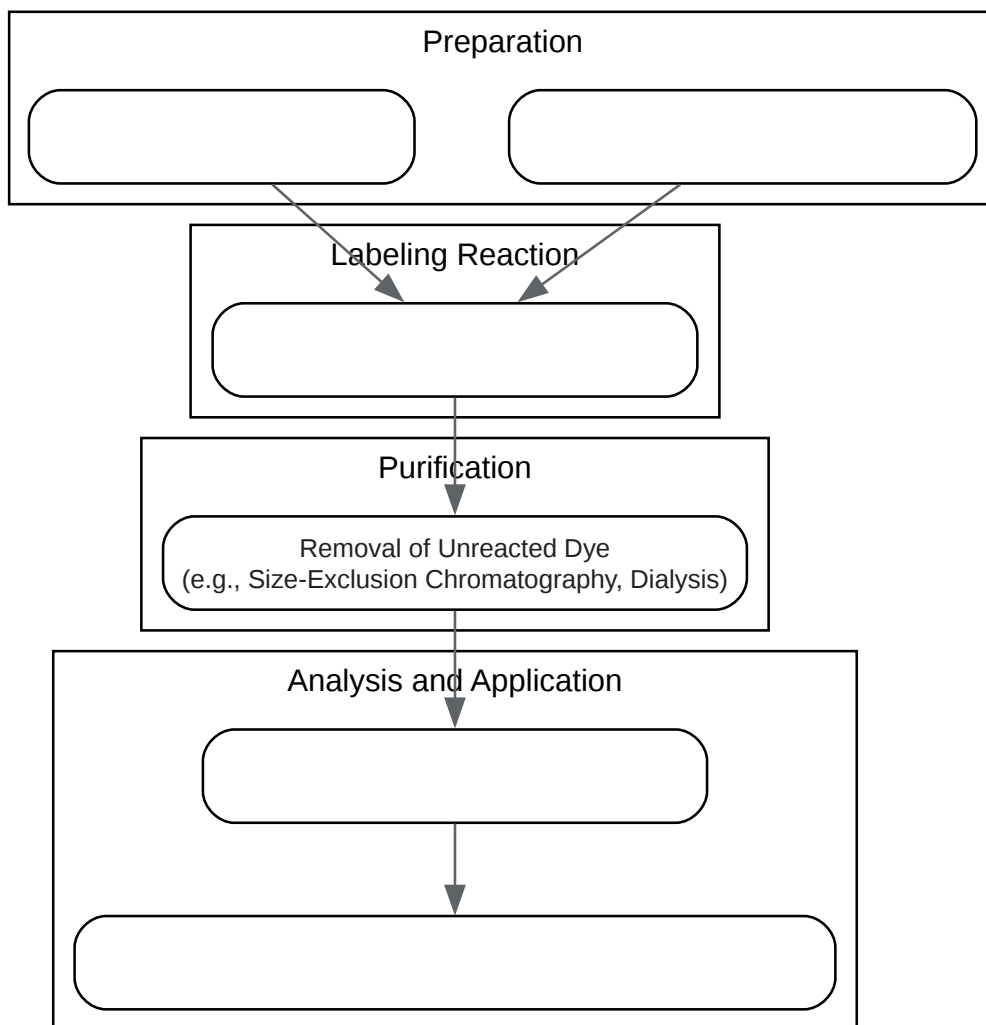 Preparation
Labeling Reaction
Purification
Removal of Unreacted Dye
(e.g., Size-Exclusion Chromatography, Dialysis)
Analysis and Application